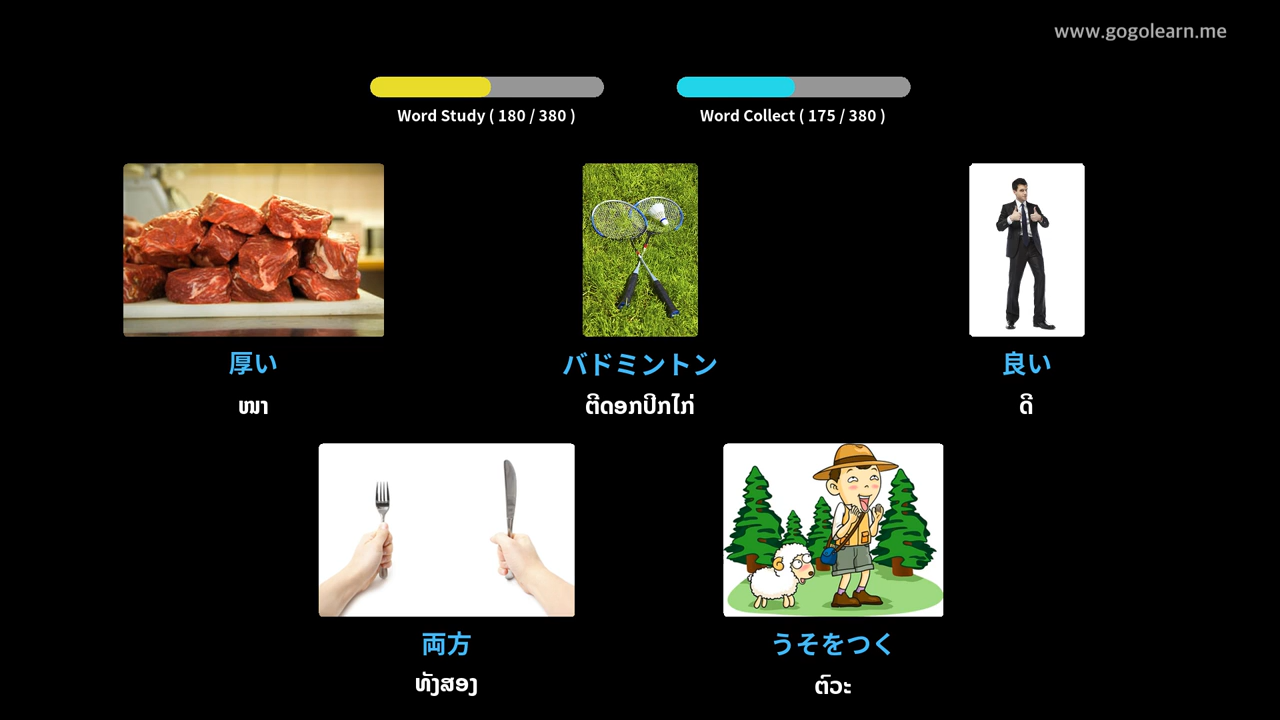 www.gogolearn.me
Word Study ( 180 / 380 )
Word Collect ( 175 / 380 )
厚い
バドミントン
良い
ໜາ
ຕີດອກປີກໄກ່
ດີ
両方
うそをつく
ທັງສອງ
ຕົວະ